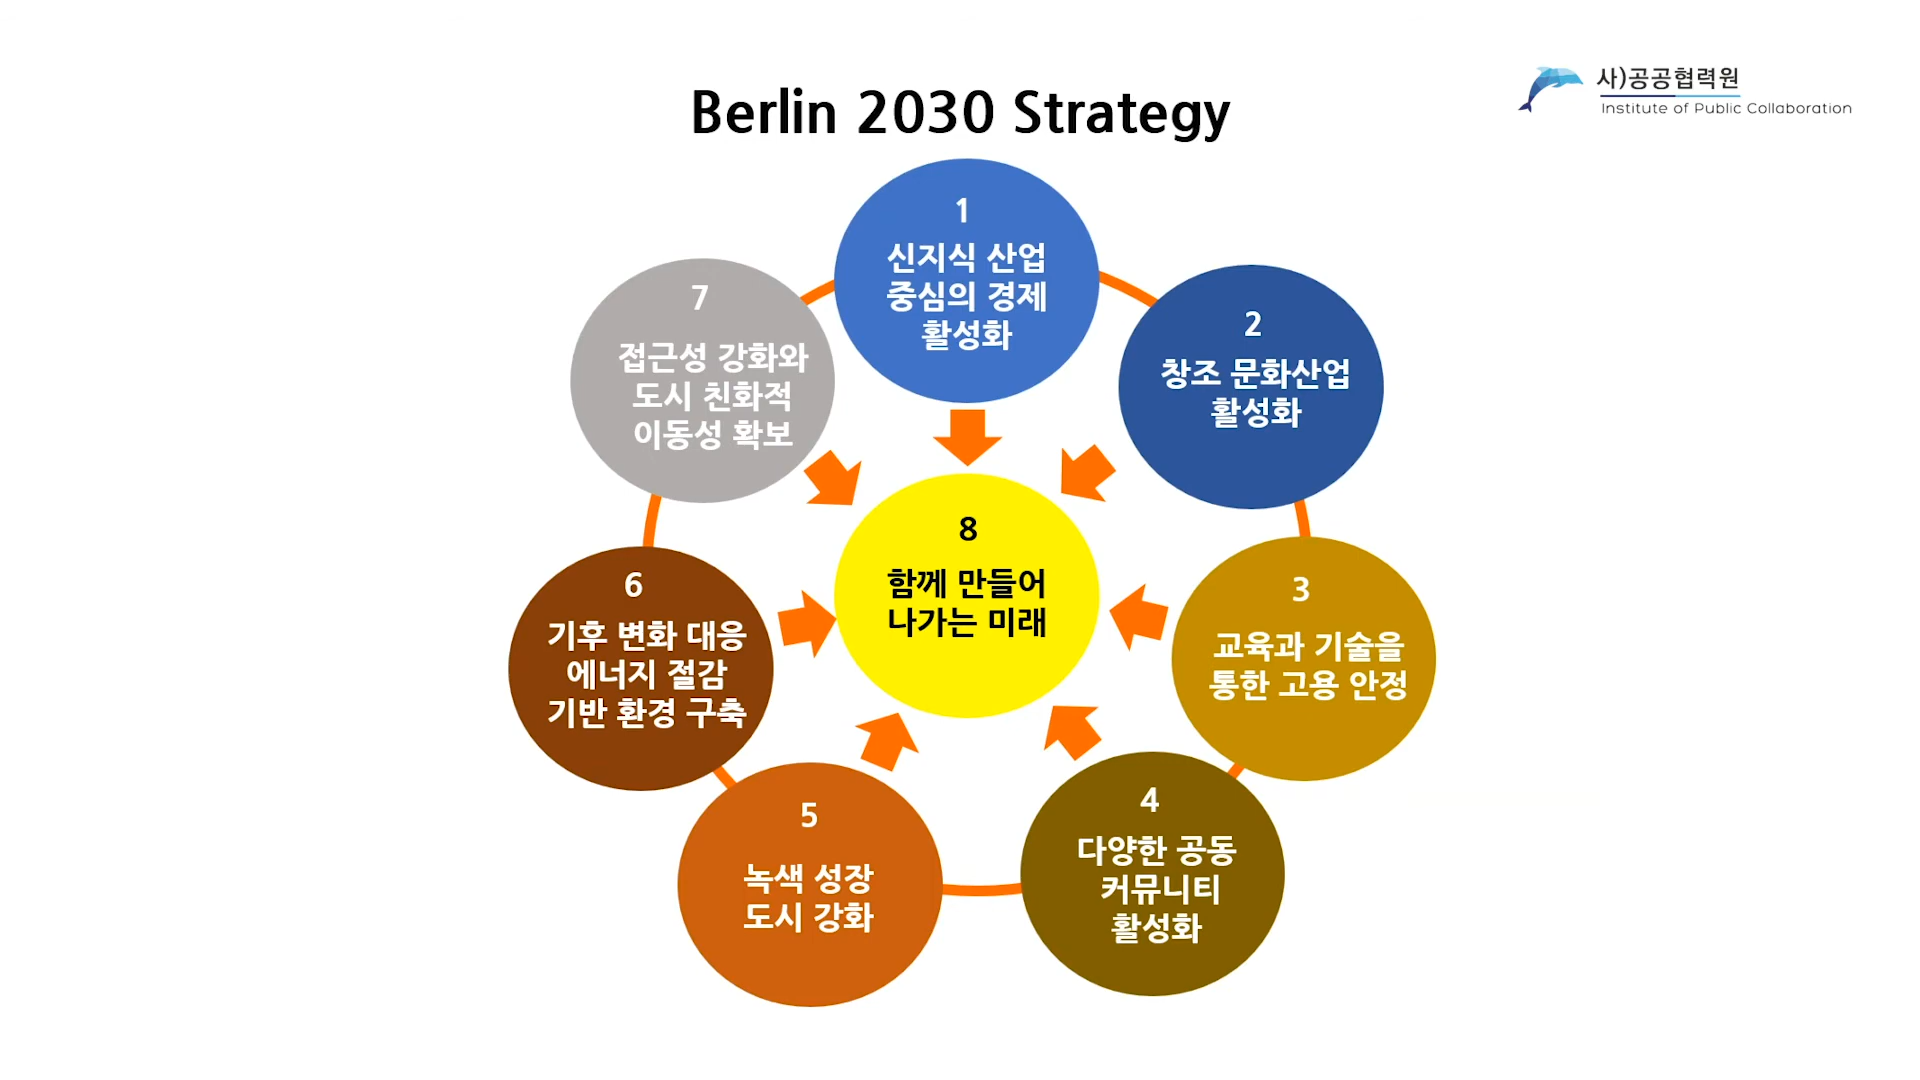 사)공공협력원
Institute of Public Collaboration
Berlin 2030 Strategy
1
신지식 산업
중심의 경제
활성화
2
창조 문화산업
활성화
3
교육과 기술을
통한 고용 안정
4
다양한 공동
커뮤니티
활성화
5
녹색 성장
도시 강화
6
기후 변화 대응
에너지 절감
기반 환경 구축
7
접근성 강화와
도시 친화적
이동성 확보
8
함께 만들어
나가는 미래